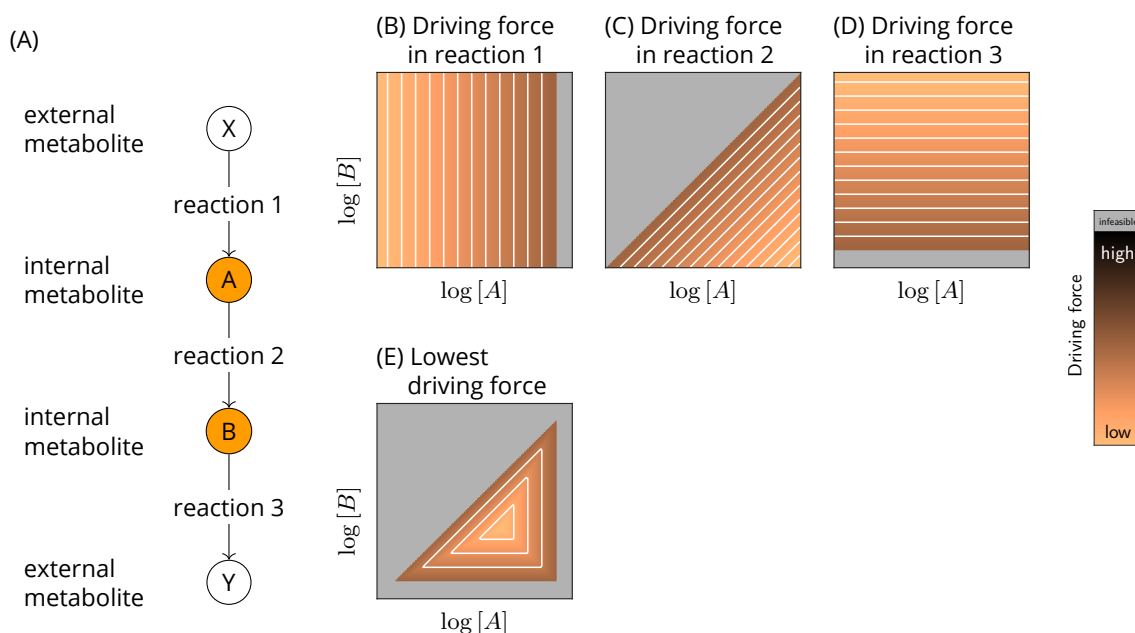 (A)
external
metabolite
X
reaction 1
internal
metabolite
A
reaction 2
internal
metabolite
B
reaction 3
external
metabolite
Y
(B) Driving force
in reaction 1
log [B]
log [A]
(C) Driving force
in reaction 2
log [A]
(D) Driving force
in reaction 3
log [A]
(E) Lowest
driving force
log [B]
log [A]
Driving force
infeasible
high
low